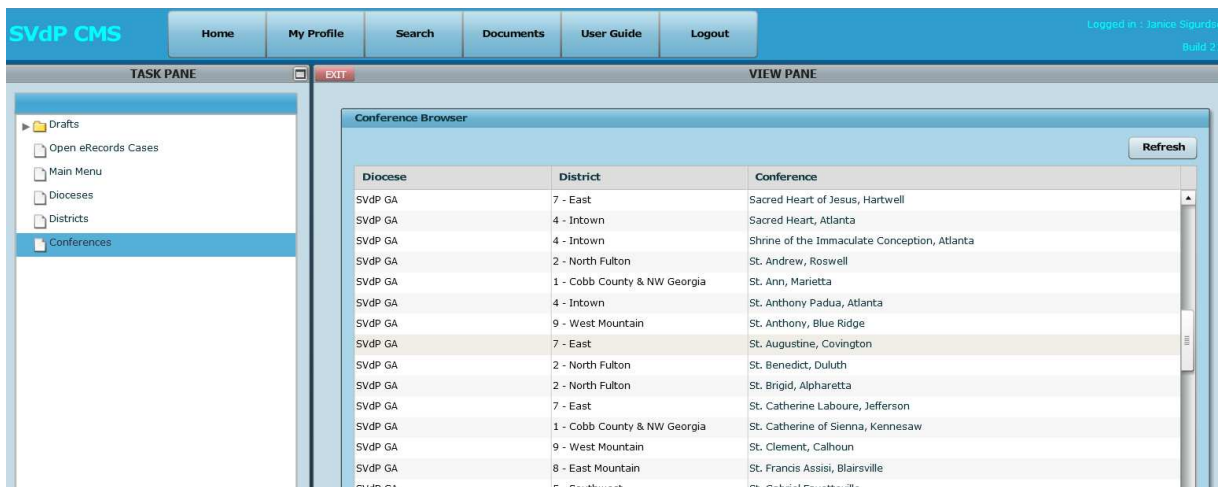 SVdP CMS
Home
My Profile
Search
Documents
User Guide
Logout
Logged in : Janice
Build 2
TASK PANE
EXIT
VIEW PANE
Drafts
Open eRecords Cases
Main Menu
Dioceses
Districts
Conferences
Conference Browser
Refresh
Diocese District Conference
SVdP GA 7 - East Sacred Heart of Jesus, Hartwell
SVdP GA 4 - Intown Sacred Heart, Atlanta
SVdP GA 4 - Intown Shrine of the Immaculate Conception, Atlanta
SVdP GA 2 - North Fulton St. Andrew, Roswell
SVdP GA 1 - Cobb County & NW Georgia St. Ann, Marietta
SVdP GA 4 - Intown St. Anthony Padua, Atlanta
SVdP GA 9 - West Mountain St. Anthony, Blue Ridge
SVdP GA 7 - East St. Augustine, Covington
SVdP GA 2 - North Fulton St. Benedict, Duluth
SVdP GA 2 - North Fulton St. Brigid, Alpharetta
SVdP GA 7 - East St. Catherine Laboure, Jefferson
SVdP GA 1 - Cobb County & NW Georgia St. Catherine of Sienna, Kennesaw
SVdP GA 9 - West Mountain St. Clement, Calhoun
SVdP GA 8 - East Mountain St. Francis Assisi, Blairsville